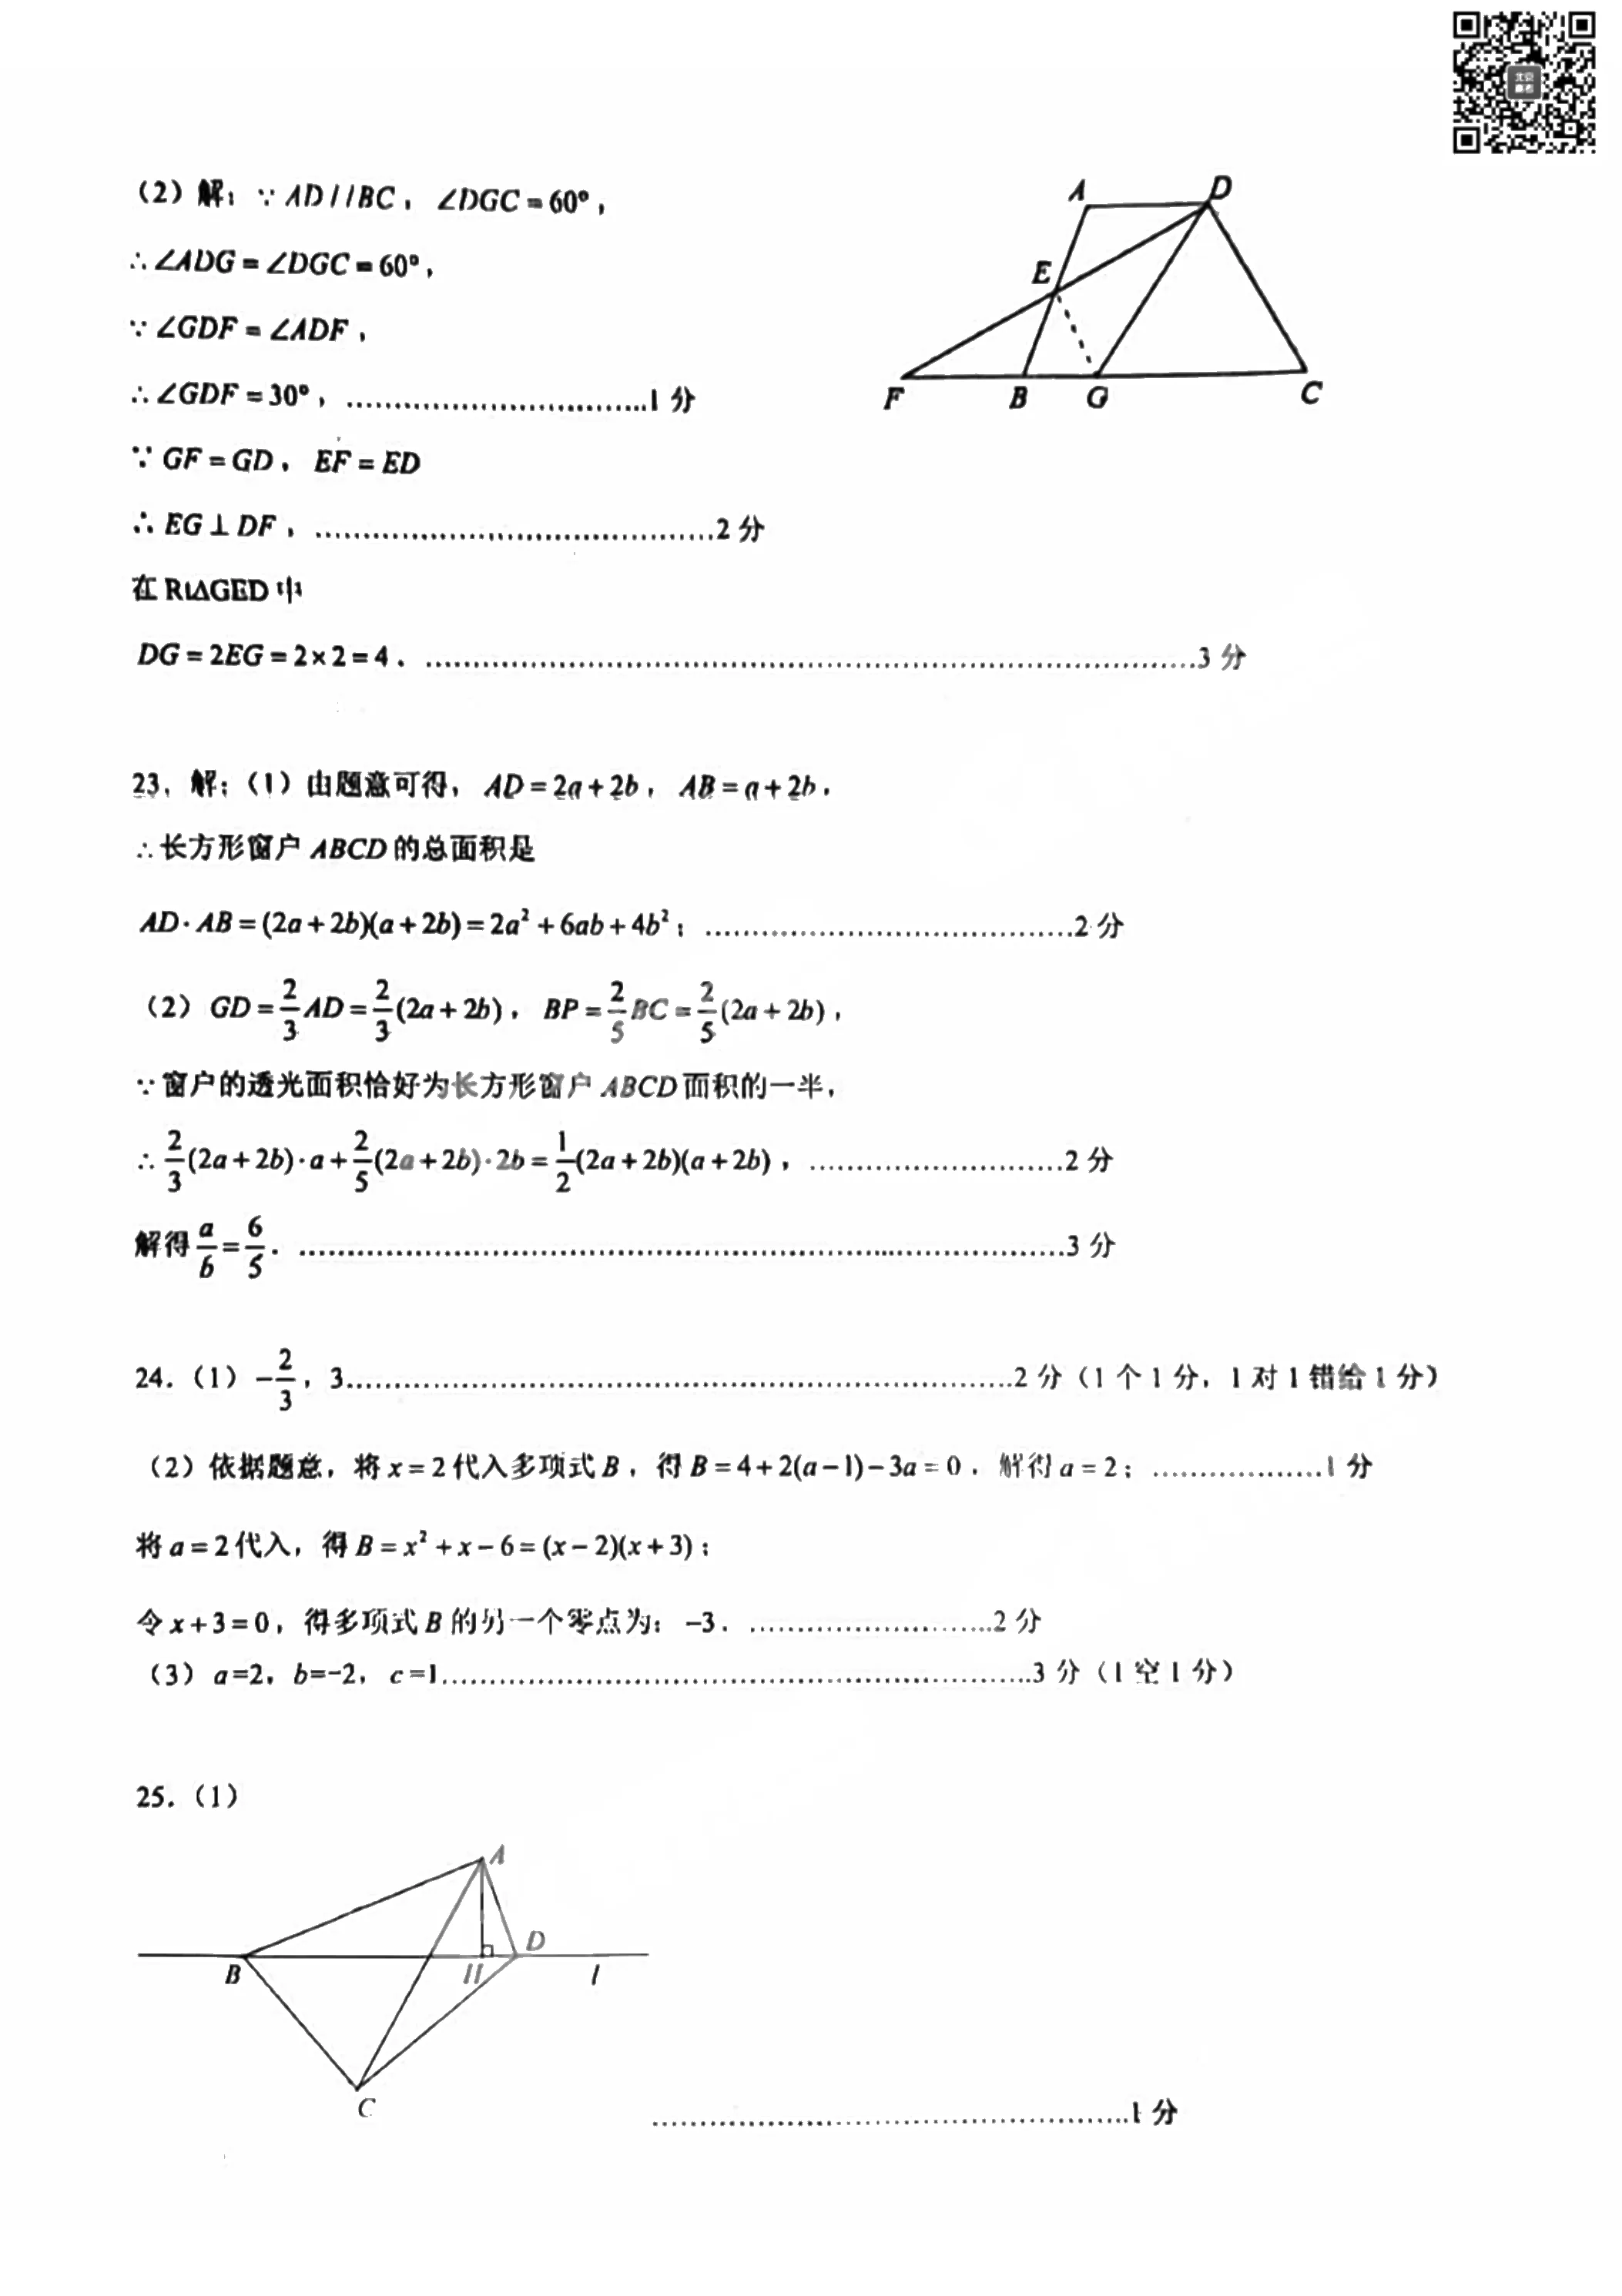 北京
高考
(2)解：∵ AD//BC，∠DGC=60°，
∴∠ADG=∠DGC=60°，
∵∠GDF=∠ADF，
∴∠GDF=30°，................................1 分
∵ GF=GD，EF=ED
∴ EG⊥DF，..........................................2 分
在 Rt△GED 中
DG=2EG=2×2=4．..................................................................................3 分
A
D
E
F
B
G
C
23．解：(1)由题意可得，AD=2a+2b，AB=a+2b，
∴长方形窗户 ABCD 的总面积是
AD·AB=(2a+2b)(a+2b)=2a²+6ab+4b²；.......................................2 分
(2) GD=2/3 AD=2/3(2a+2b)，BP=2/5 BC=2/5(2a+2b)，
∵窗户的透光面积恰好为长方形窗户 ABCD 面积的一半，
∴ 2/3(2a+2b)·a+2/5(2a+2b)·2b=1/2(2a+2b)(a+2b)，...........................2 分
解得 a/b=6/5．.................................................................................3 分
24.（1）-2/3，3......................................................................2 分（1 个 1 分，1 对 1 错给 1 分）
（2）依据题意，将 x=2 代入多项式 B，得 B=4+2(a-1)-3a=0．解得 a=2；..................1 分
将 a=2 代入，得 B=x²+x-6=(x-2)(x+3)；
令 x+3=0，得多项式 B 的另一个零点为：-3．..........................2 分
（3）a=2，b=-2，c=1..............................................................3 分（1 空 1 分）
25.（1）
A
D
B
H
l
C
..................................................1 分